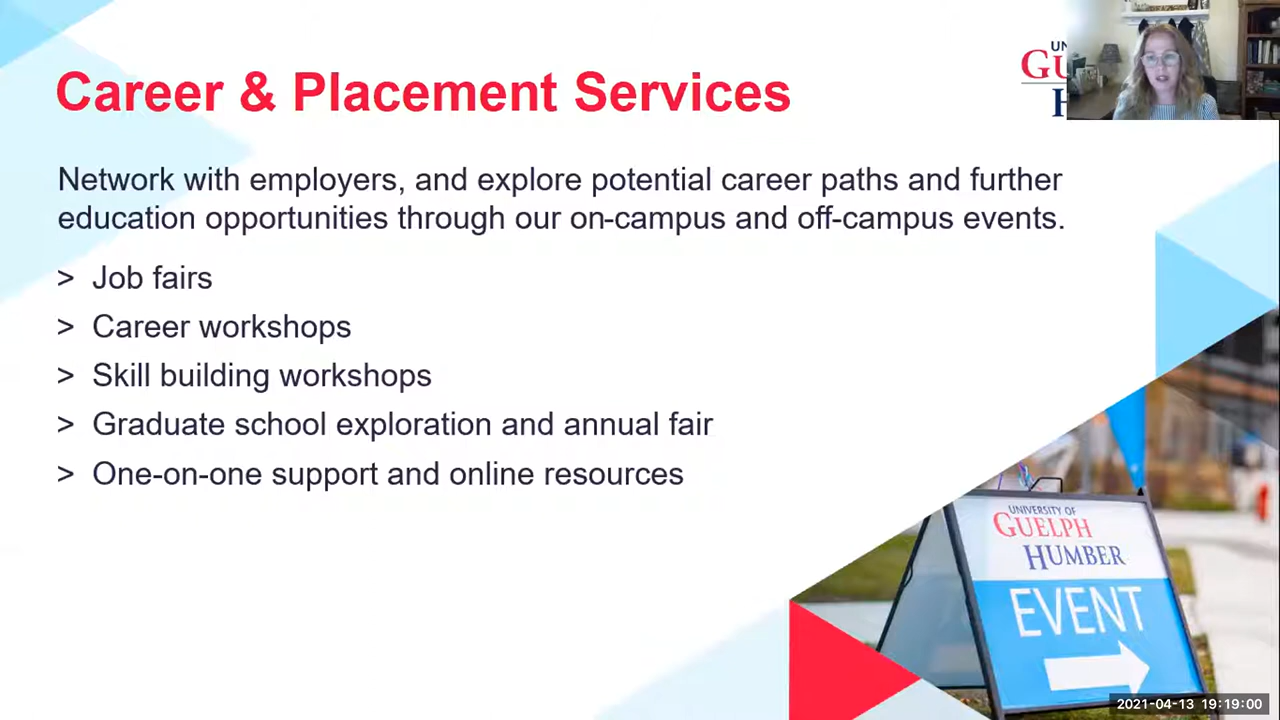 Career & Placement Services
UN
GU
H
Network with employers, and explore potential career paths and further
education opportunities through our on-campus and off-campus events.
> Job fairs
> Career workshops
> Skill building workshops
> Graduate school exploration and annual fair
> One-on-one support and online resources
UNIVERSITY OF
GUELPH
HUMBER
EVENT
2021-04-13 19:19:00